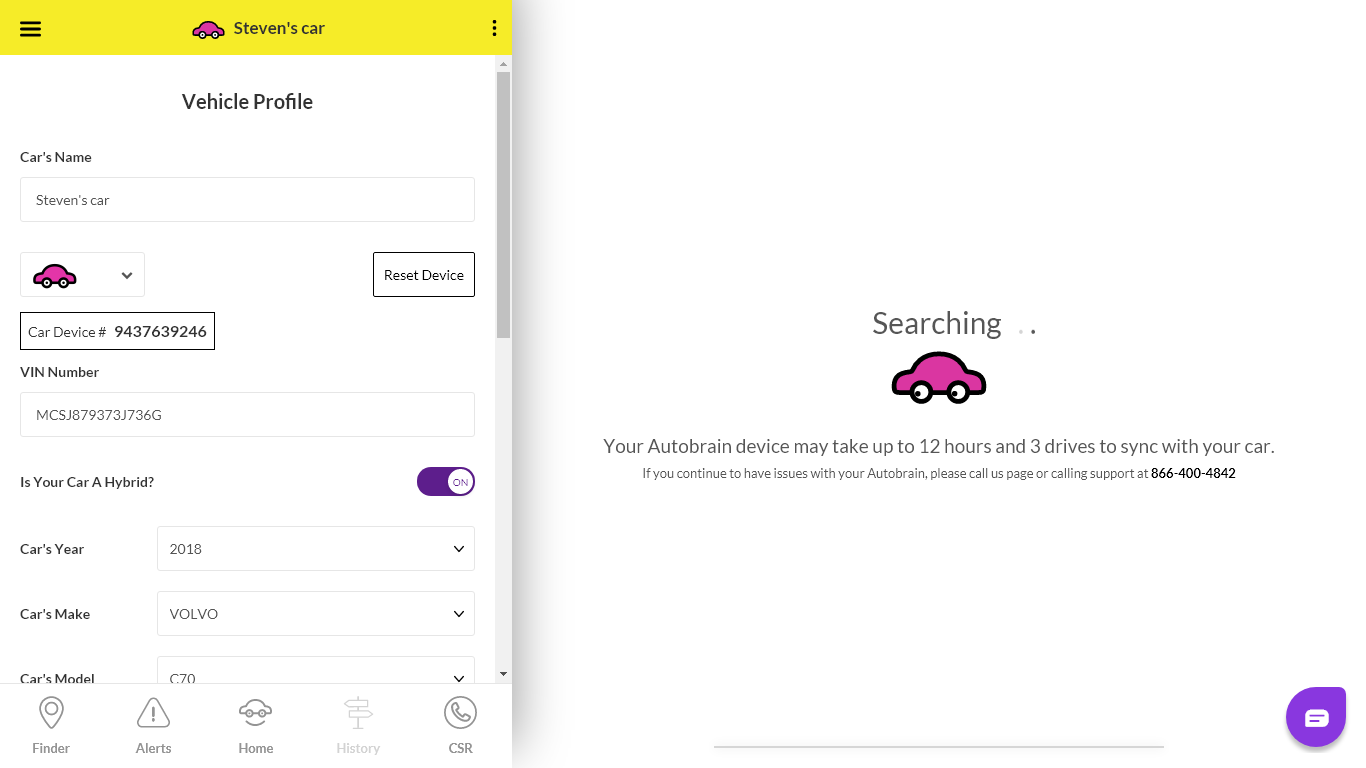 Steven's car
Vehicle Profile
Car's Name
Steven's car
Reset Device
Car Device # 9437639246
VIN Number
MCSJ879373J736G
Is Your Car A Hybrid?
ON
Car's Year
2018
Car's Make
VOLVO
Car's Model
C70
Finder
Alerts
Home
History
CSR
Searching . .
Your Autobrain device may take up to 12 hours and 3 drives to sync with your car.
If you continue to have issues with your Autobrain, please call us page or calling support at 866-400-4842